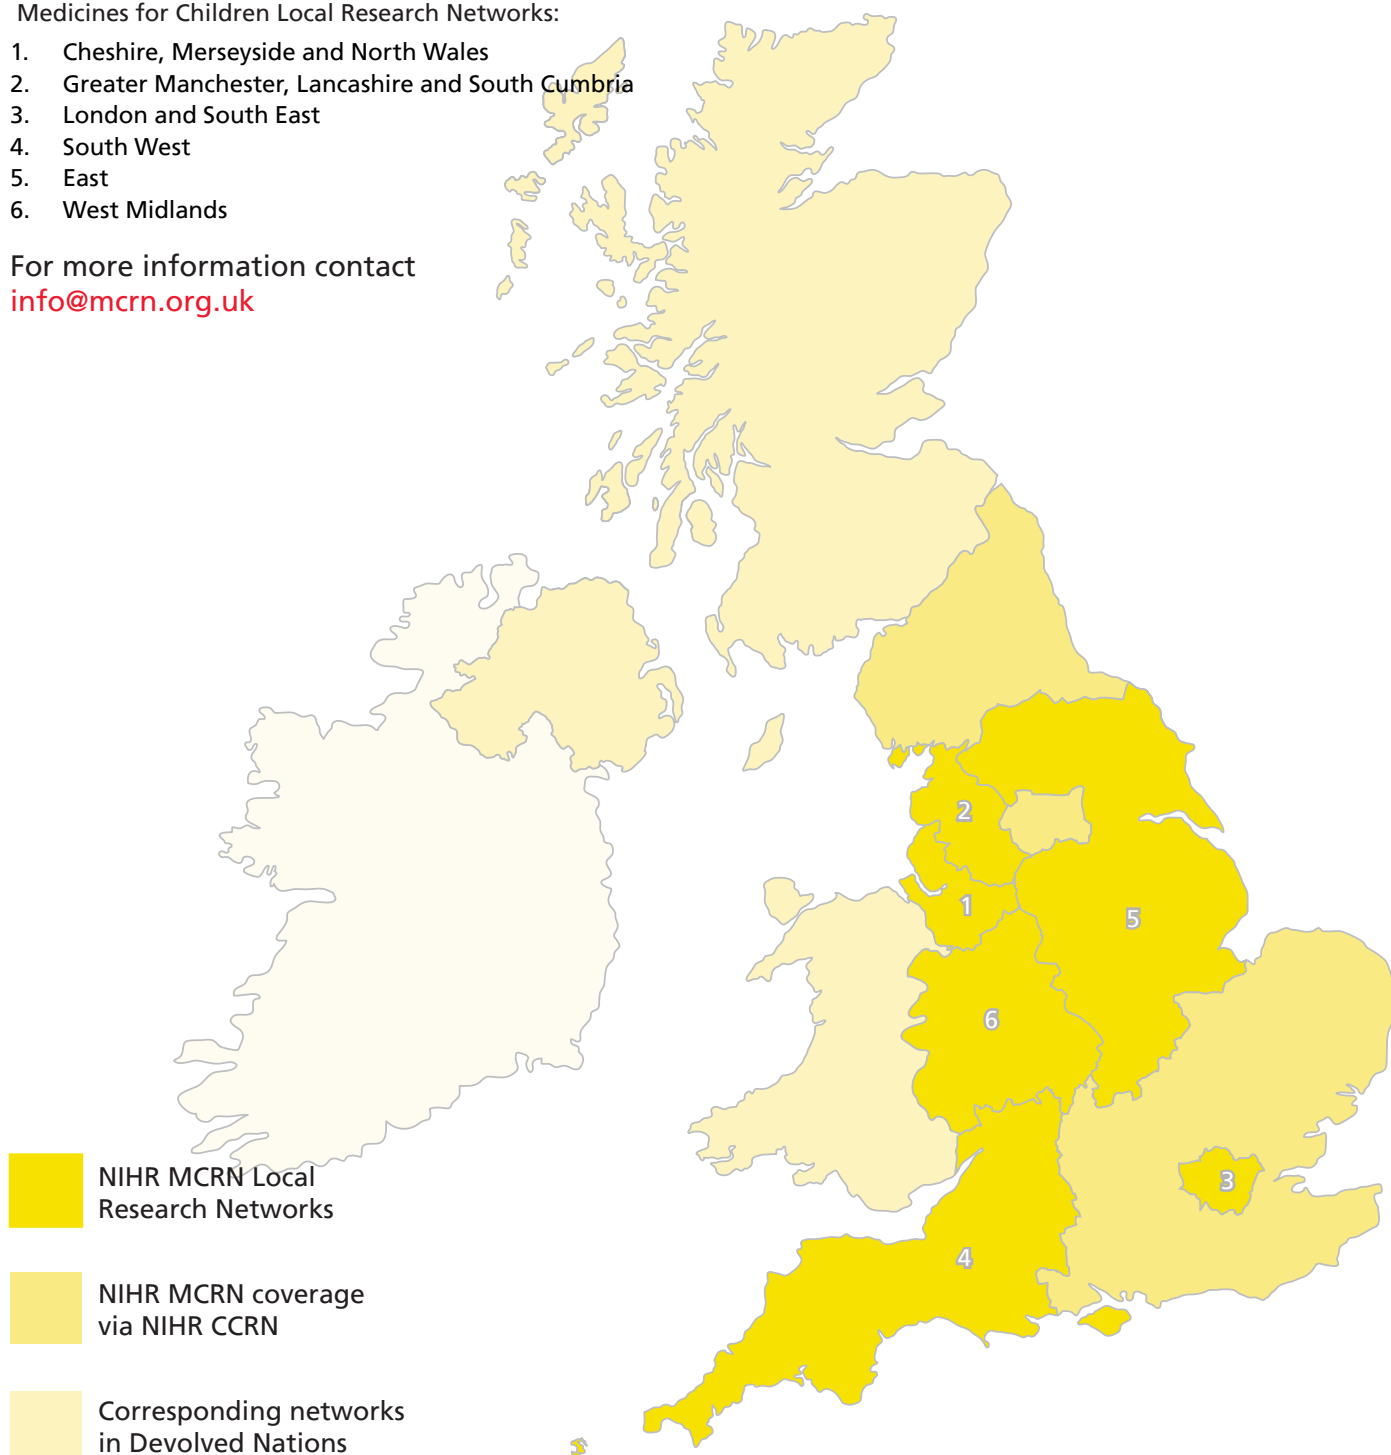 Medicines for Children Local Research Networks:
1. Cheshire, Merseyside and North Wales
2. Greater Manchester, Lancashire and South Cumbria
3. London and South East
4. South West
5. East
6. West Midlands
For more information contact
info@mcrn.org.uk
2
1
5
6
3
4
NIHR MCRN Local
Research Networks
NIHR MCRN coverage
via NIHR CCRN
Corresponding networks
in Devolved Nations